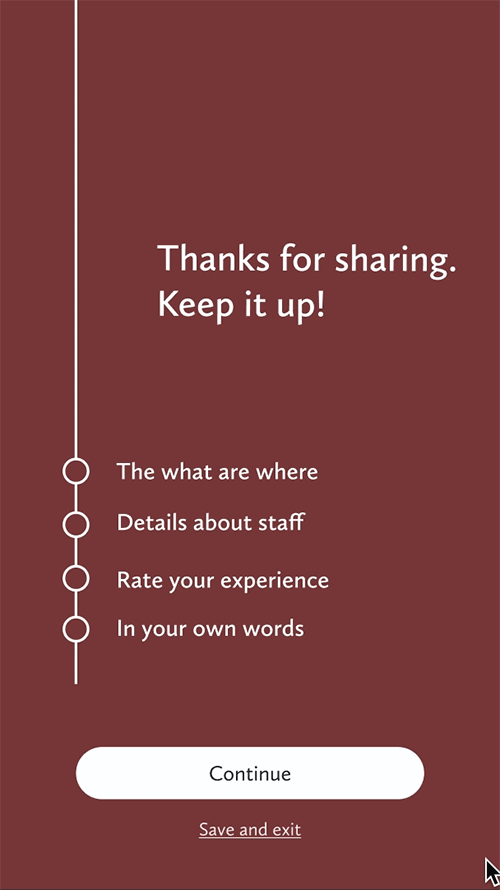 Thanks for sharing.
Keep it up!
The what are where
Details about staff
Rate your experience
In your own words
Continue
Save and exit